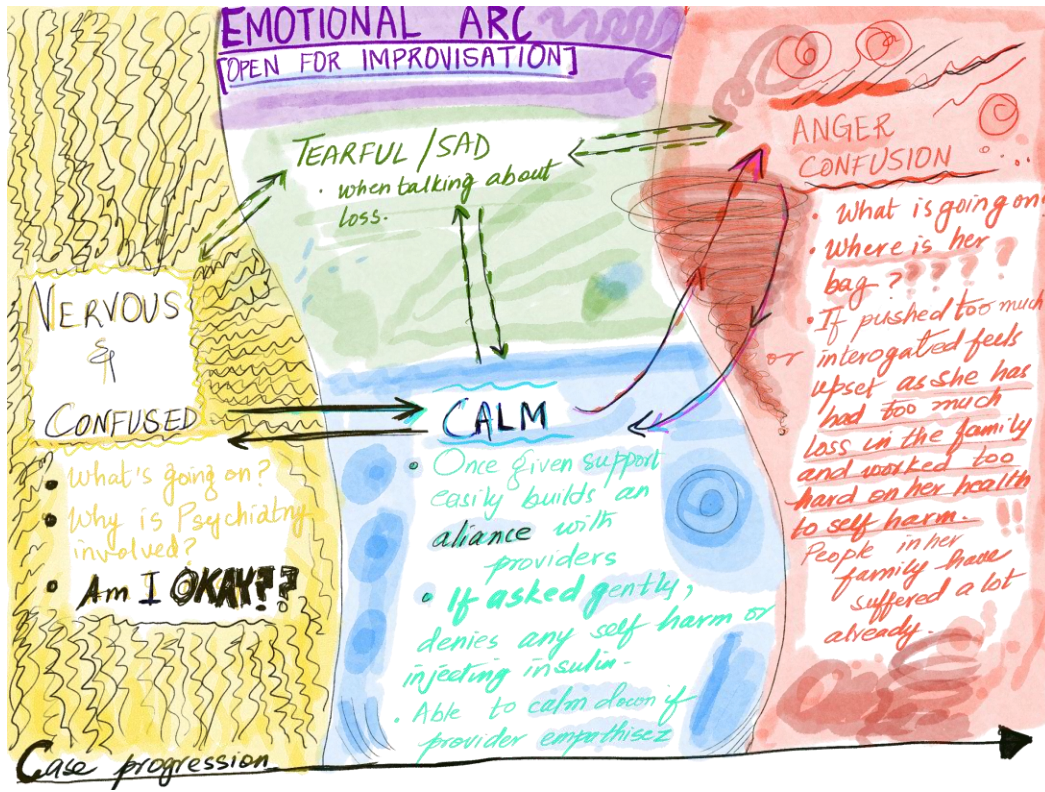 EMOTIONAL ARC
[OPEN FOR IMPROVISATION]
TEARFUL / SAD
• when talking about
loss.
NERVOUS
&
CONFUSED
• What's going on?
• Why is Psychiatry
involved?
• Am I OKAY??
CALM
• Once given support
easily builds an
aliance with
providers
• If asked gently,
denies any self harm or
injecting insulin.
• Able to calm down if
provider empathisez
ANGER
CONFUSION
• What is going on?
• Where is her
bag? ? ? ? ?
• If pushed too much
or interogated feels
upset as she has
had too much
loss in the family
and worked too
hard on her health
to self harm. !!
People in her
family have
suffered a lot
already.
Case progression